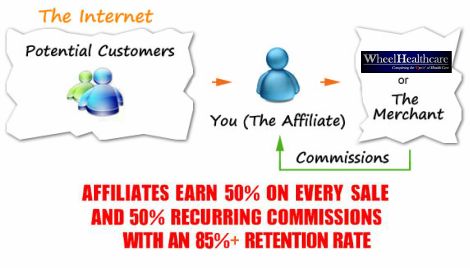 The Internet
Potential Customers
You (The Affiliate)
WheelHealthcare
or
The
Merchant
Commissions
AFFILIATES EARN 50% ON EVERY SALE
AND 50% RECURRING COMMISSIONS
WITH AN 85%+ RETENTION RATE